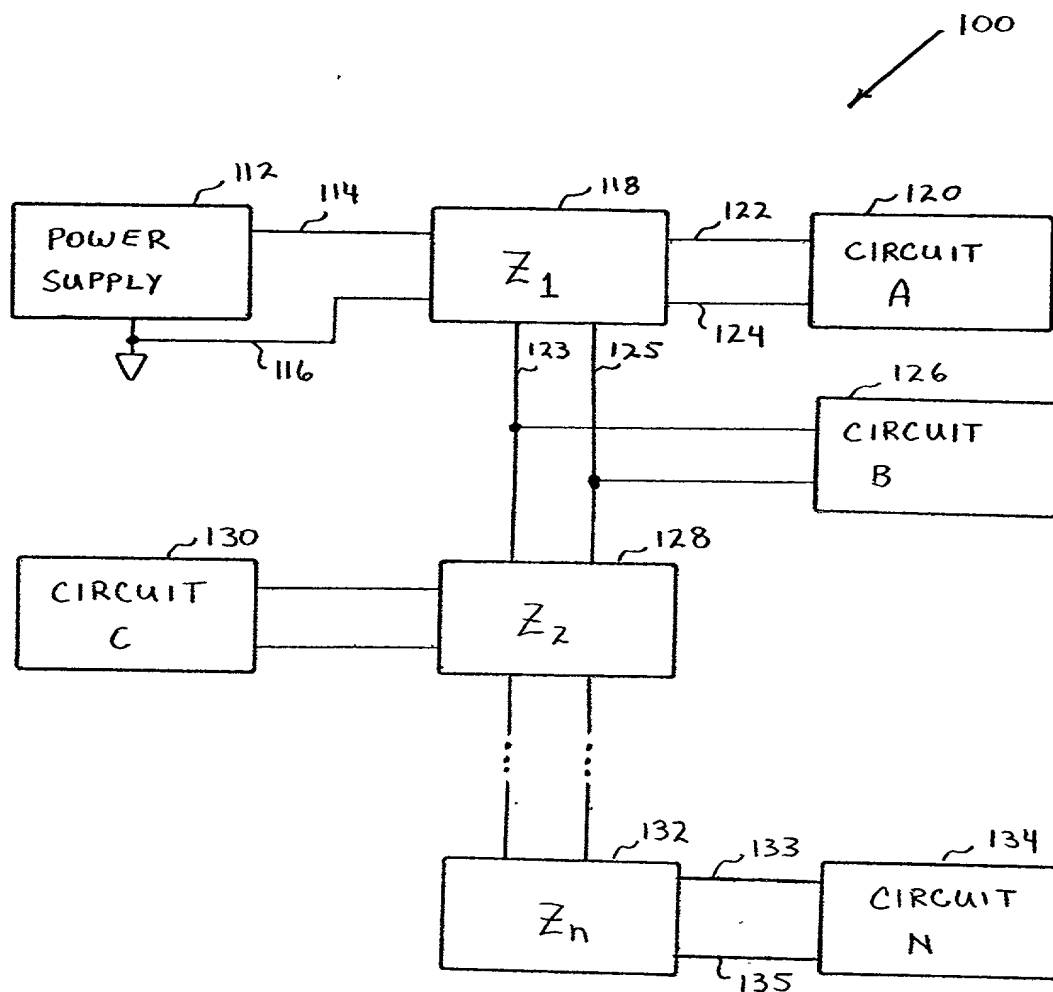 100
112
POWER
SUPPLY
114
116
118
Z1
122
124
120
CIRCUIT
A
123
125
126
CIRCUIT
B
130
CIRCUIT
C
128
Z2
132
Zn
133
135
134
CIRCUIT
N